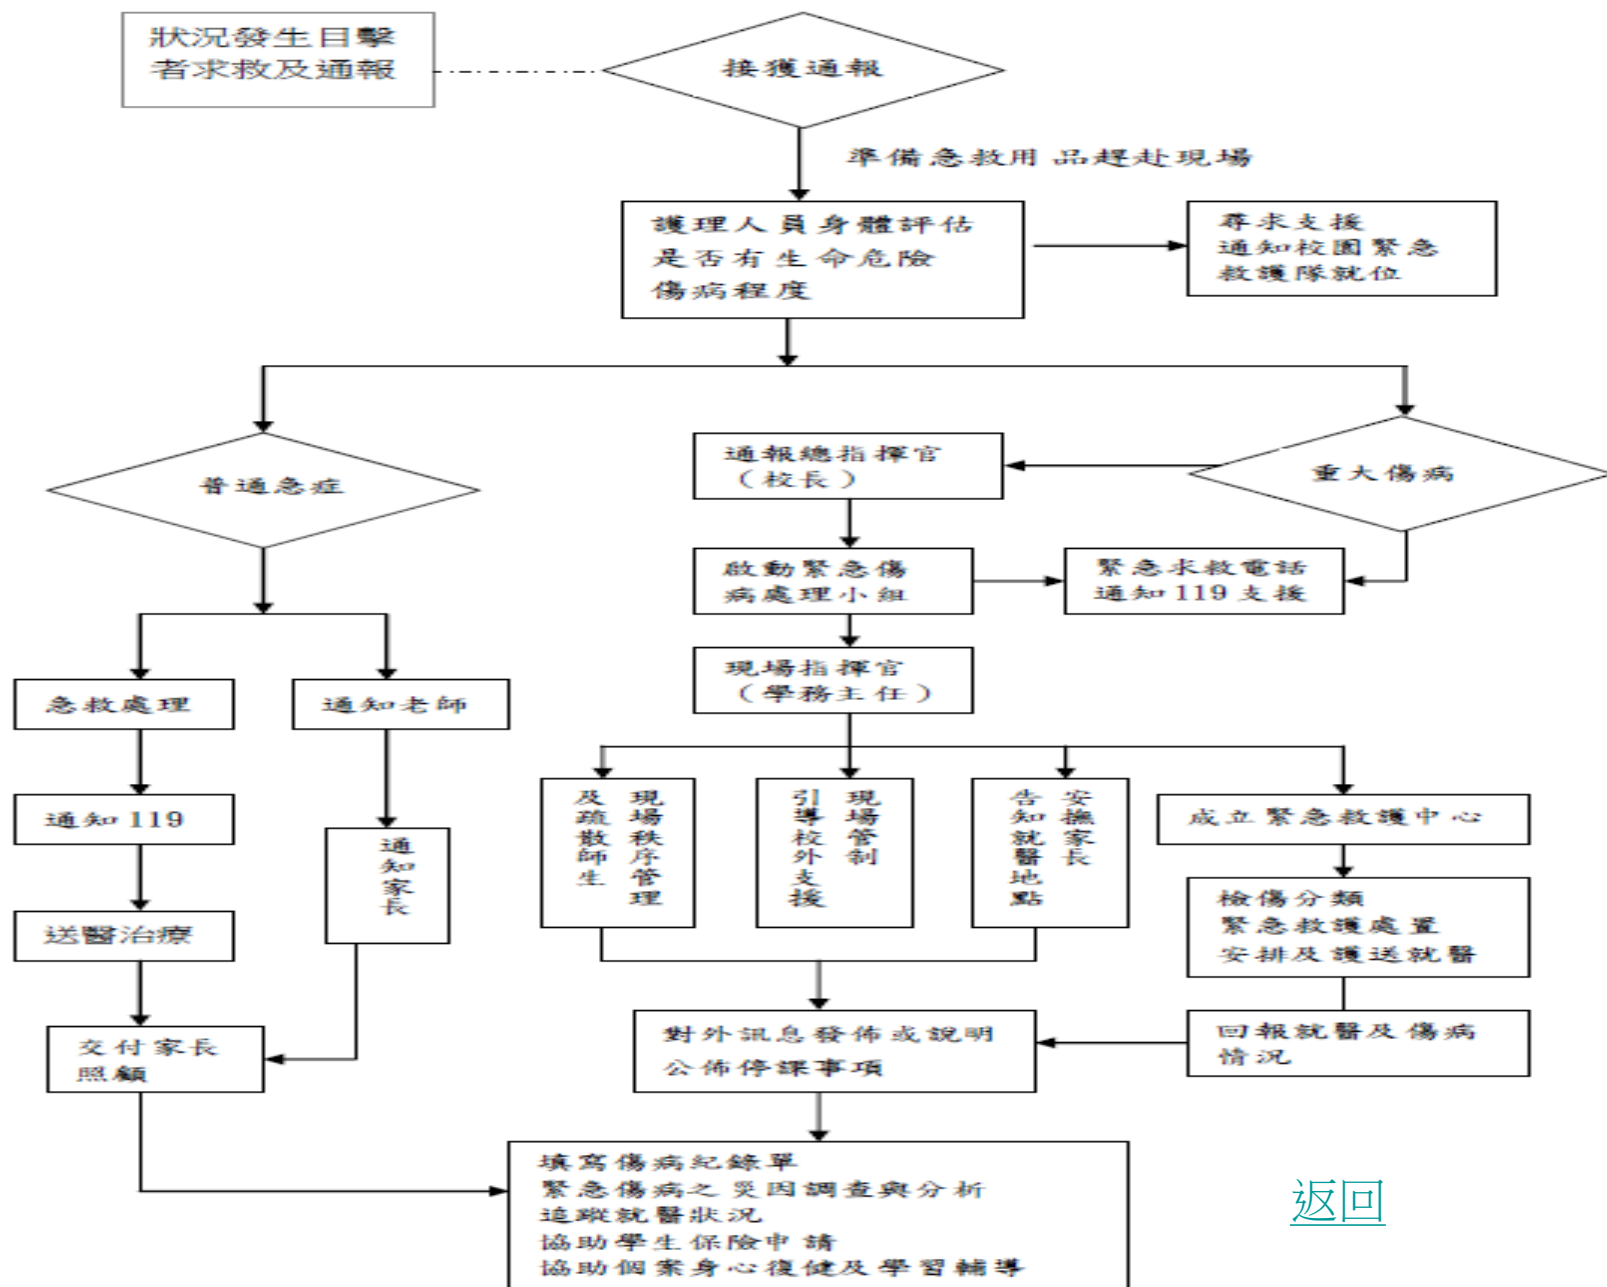 狀況發生目擊
者求救及通報
接獲通報
準備急救用品趕赴現場
護理人員身體評估
是否有生命危險
傷病程度
尋求支援
通知校園緊急
救護隊就位
普通急症
通報總指揮官
（校長）
重大傷病
啟動緊急傷
病處理小組
緊急求救電話
通知119支援
現場指揮官
（學務主任）
急救處理
通知老師
現場秩序管理
及疏散師生
現場管制
引導校外支援
安撫家長
告知就醫地點
成立緊急救護中心
通知119
通知家長
檢傷分類
緊急救護處置
安排及護送就醫
送醫治療
交付家長
照顧
對外訊息發佈或說明
公佈停課事項
回報就醫及傷病
情況
填寫傷病紀錄單
緊急傷病之災因調查與分析
追蹤就醫狀況
協助學生保險申請
協助個案身心復健及學習輔導
返回